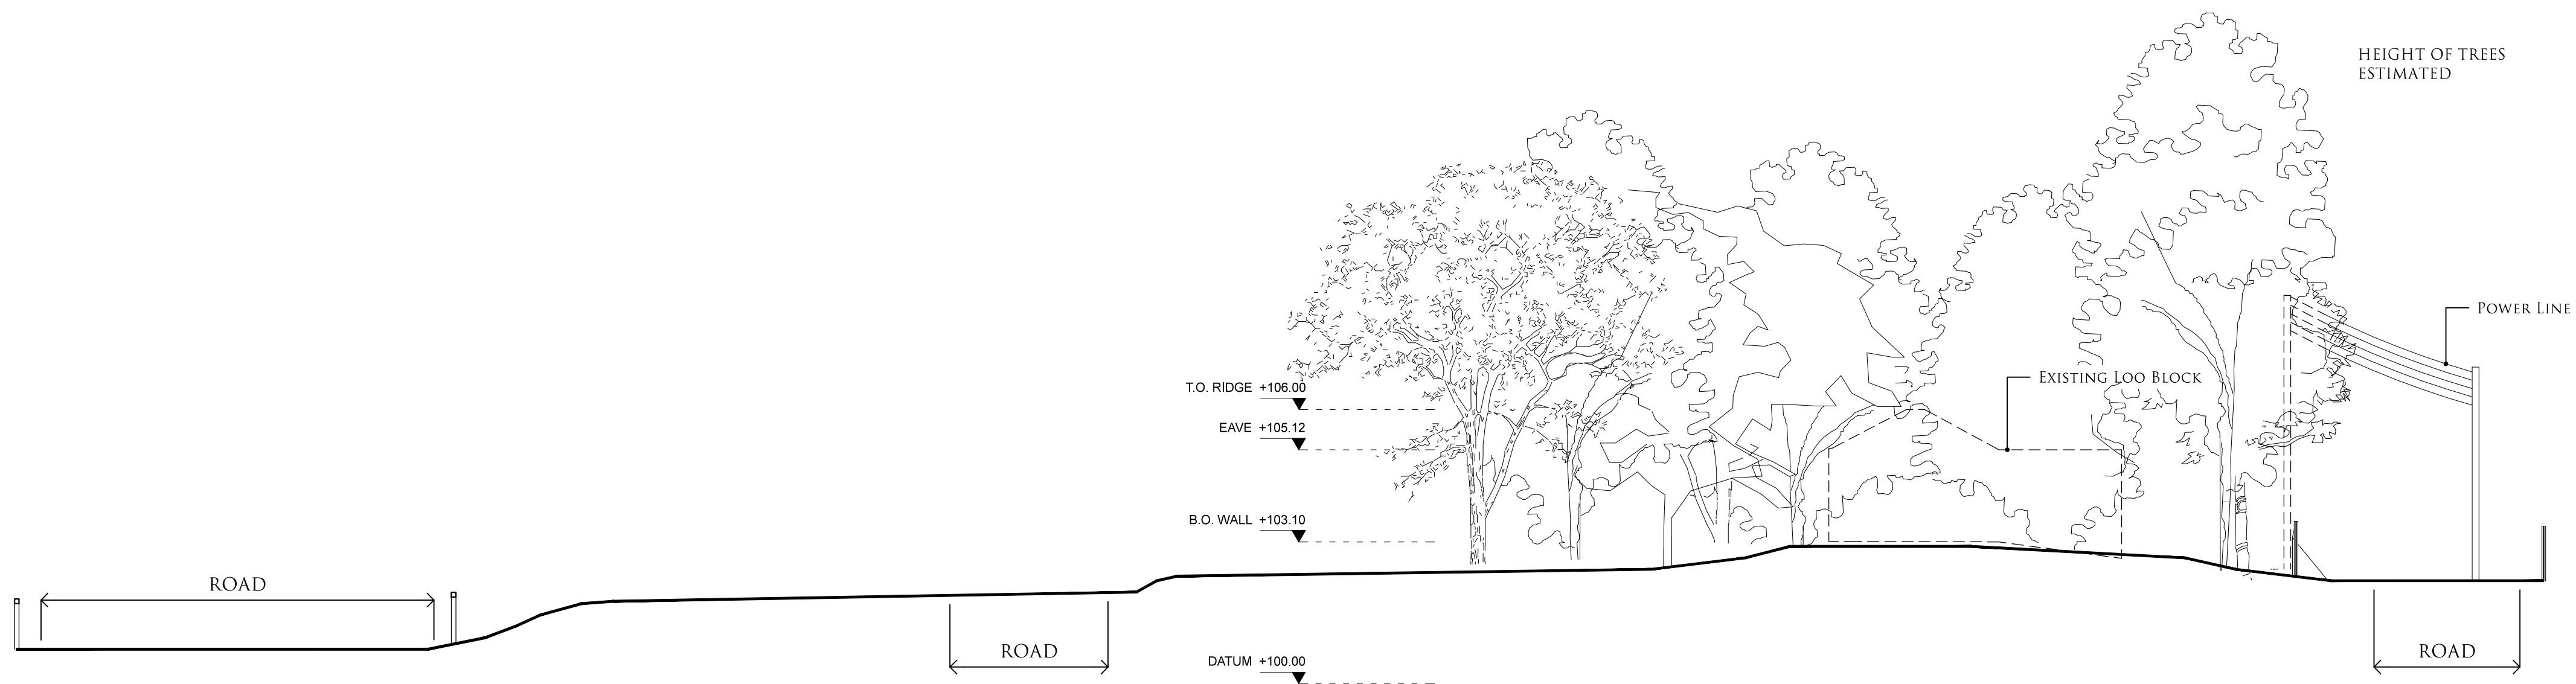 HEIGHT OF TREES
ESTIMATED
POWER LINE
EXISTING LOO BLOCK
T.O. RIDGE +106.00
EAVE +105.12
B.O. WALL +103.10
ROAD
ROAD
ROAD
DATUM +100.00